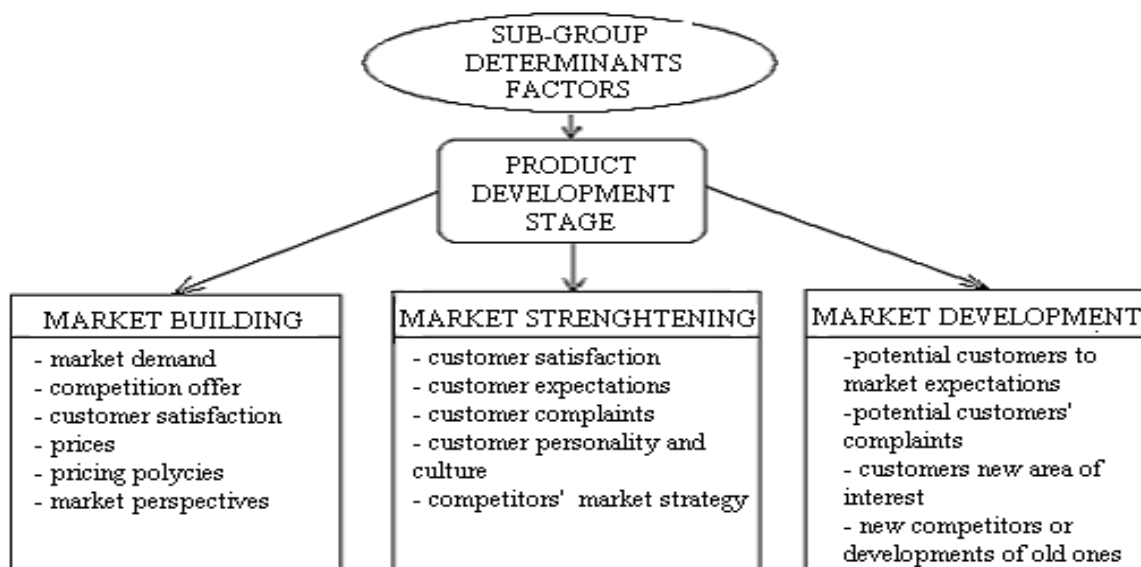 SUB-GROUP
DETERMINANTS
FACTORS
PRODUCT
DEVELOPMENT
STAGE
MARKET BUILDING
- market demand
- competition offer
- customer satisfaction
- prices
- pricing polycies
- market perspectives
MARKET STRENGHTENING
- customer satisfaction
- customer expectations
- customer complaints
- customer personality and
culture
- competitors' market strategy
MARKET DEVELOPMENT
-potential customers to
market expectations
-potential customers'
complaints
- customers new area of
interest
- new competitors or
developments of old ones